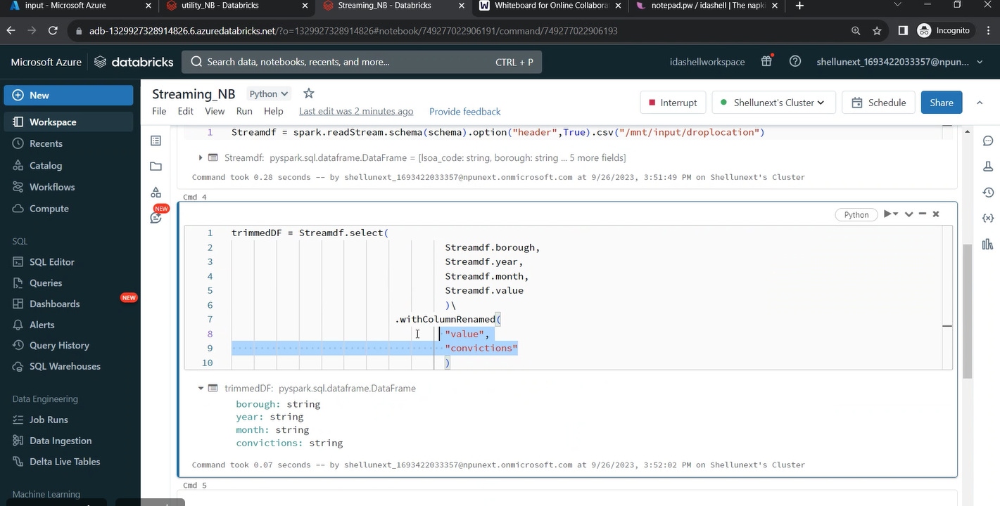 input - Microsoft Azure
utility_NB - Databricks
Streaming_NB - Databricks
Whiteboard for Online Collaborat
notepad.pw / idashell | The napki
adb-1329927328914826.6.azuredatabricks.net/?o=1329927328914826#notebook/749277022906191/command/749277022906193
Incognito
Microsoft Azure
databricks
Search data, notebooks, recents, and more...
CTRL + P
idashellworkspace
shellunext_1693422033357@npun...
New
Workspace
Recents
Catalog
Workflows
Compute
SQL
SQL Editor
Queries
Dashboards
NEW
Alerts
Query History
SQL Warehouses
Data Engineering
Job Runs
Data Ingestion
Delta Live Tables
Machine Learning
Streaming_NB
Python
File Edit View Run Help
Last edit was 2 minutes ago
Provide feedback
Interrupt
Shellunext's Cluster
Schedule
Share
NEW
1 Streamdf = spark.readStream.schema(schema).option("header",True).csv("/mnt/input/droplocation")
Streamdf: pyspark.sql.dataframe.DataFrame = [lsoa_code: string, borough: string ... 5 more fields]
Command took 0.28 seconds -- by shellunext_1693422033357@npunext.onmicrosoft.com at 9/26/2023, 3:51:49 PM on Shellunext's Cluster
Cmd 4
Python
1 trimmedDF = Streamdf.select(
2 Streamdf.borough,
3 Streamdf.year,
4 Streamdf.month,
5 Streamdf.value
6 )\
7 .withColumnRenamed(
8 "value",
9 "convictions"
10 )
trimmedDF: pyspark.sql.dataframe.DataFrame
borough: string
year: string
month: string
convictions: string
Command took 0.07 seconds -- by shellunext_1693422033357@npunext.onmicrosoft.com at 9/26/2023, 3:52:02 PM on Shellunext's Cluster
Cmd 5